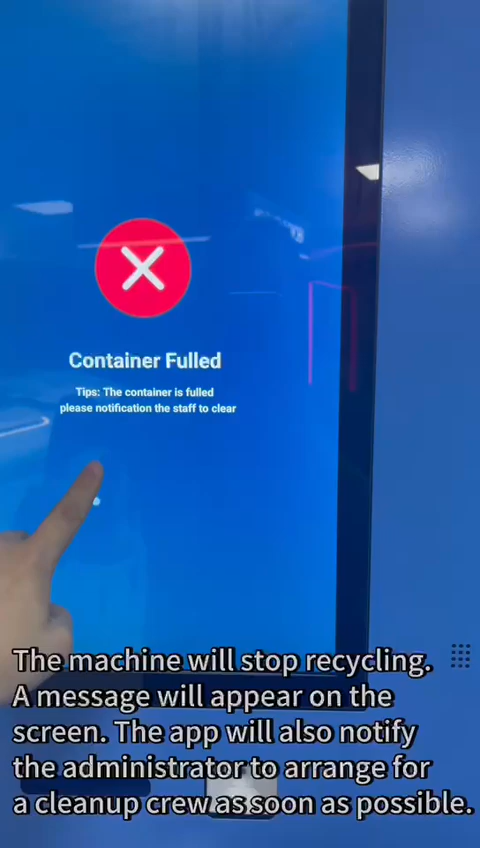 Container Fulled
Tips: The container is fulled
please notification the staff to clear
The machine will stop recycling.
A message will appear on the
screen. The app will also notify
the administrator to arrange for
a cleanup crew as soon as possible.